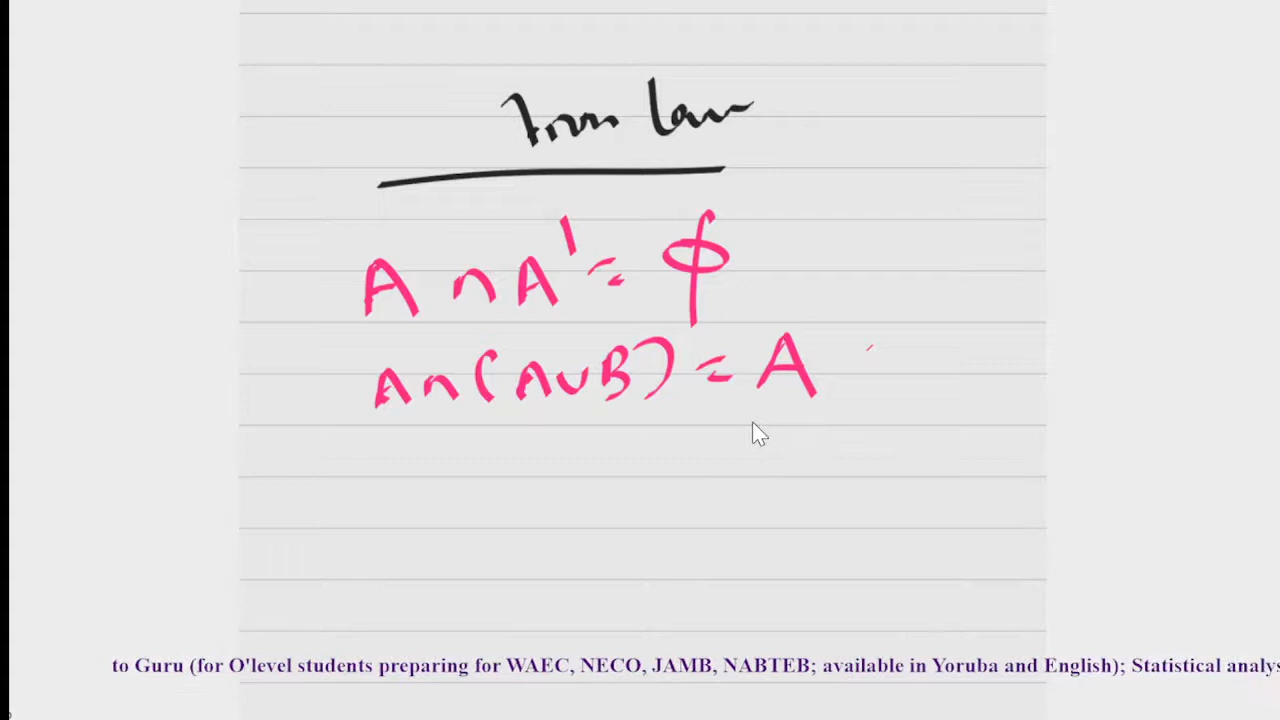 From law
A ∩ A' = φ
A∩(A∪B) = A
to Guru (for O'level students preparing for WAEC, NECO, JAMB, NABTEB; available in Yoruba and English); Statistical analys